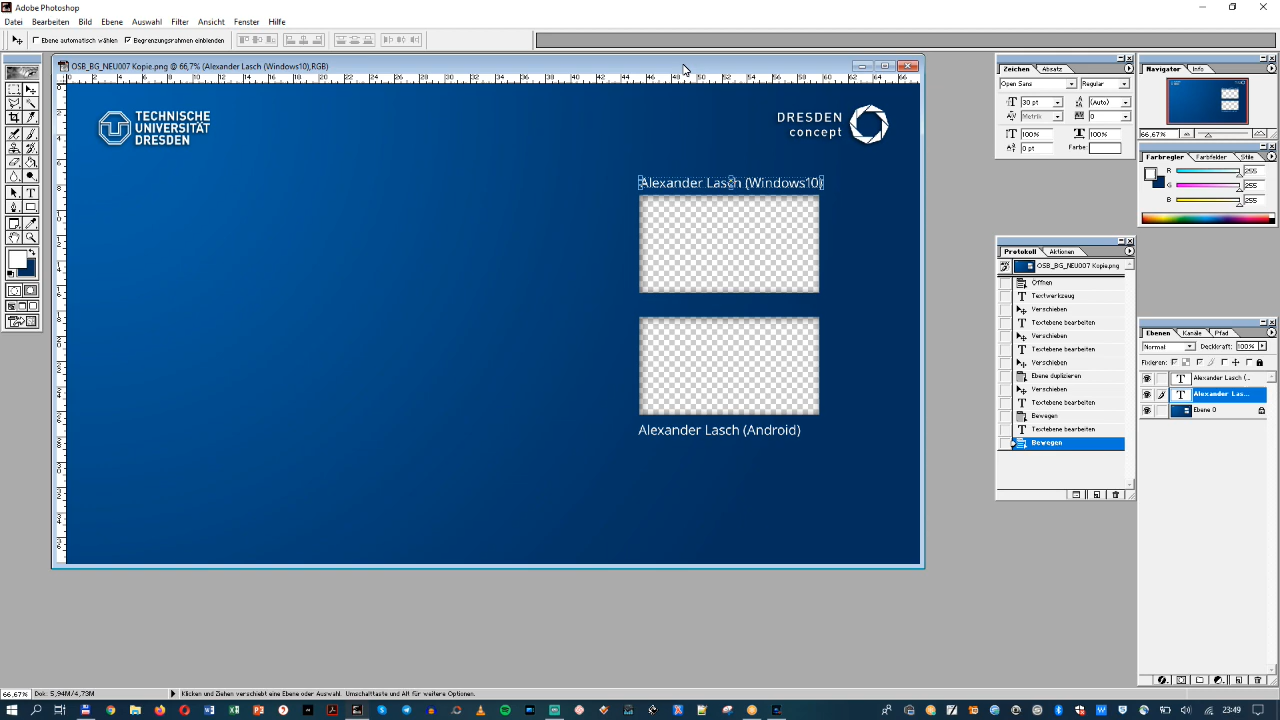 Adobe Photoshop
Datei Bearbeiten Bild Ebene Auswahl Filter Ansicht Fenster Hilfe
Ebene automatisch wählen Begrenzungsrahmen einblenden
OSB_BG_NEU007 Kopie.png @ 66,7% (Alexander Lasch (Windows10),RGB)
TECHNISCHE
UNIVERSITÄT
DRESDEN
DRESDEN
concept
Alexander Lasch (Windows10)
Alexander Lasch (Android)
Zeichen Absatz
Open Sans Regular
30 pt (Auto)
Metrik 0
100% 100%
0 pt Farbe:
Navigator Info
66,67%
Farbregler Farbfelder Stile
R 255
G 255
B 255
Protokoll Aktionen
OSB_BG_NEU007 Kopie.png
Öffnen
Textwerkzeug
Verschieben
Textebene bearbeiten
Verschieben
Textebene bearbeiten
Verschieben
Ebene duplizieren
Verschieben
Textebene bearbeiten
Bewegen
Textebene bearbeiten
Bewegen
Ebenen Kanäle Pfad
Normal Deckkraft: 100%
Fixieren:
Alexander Lasch (...
Alexander Las...
Ebene 0
66,67% Dok: 5,94M/4,73M Klicken und Ziehen verschiebt eine Ebene oder Auswahl. Umschalttaste und Alt für weitere Optionen.
23:49